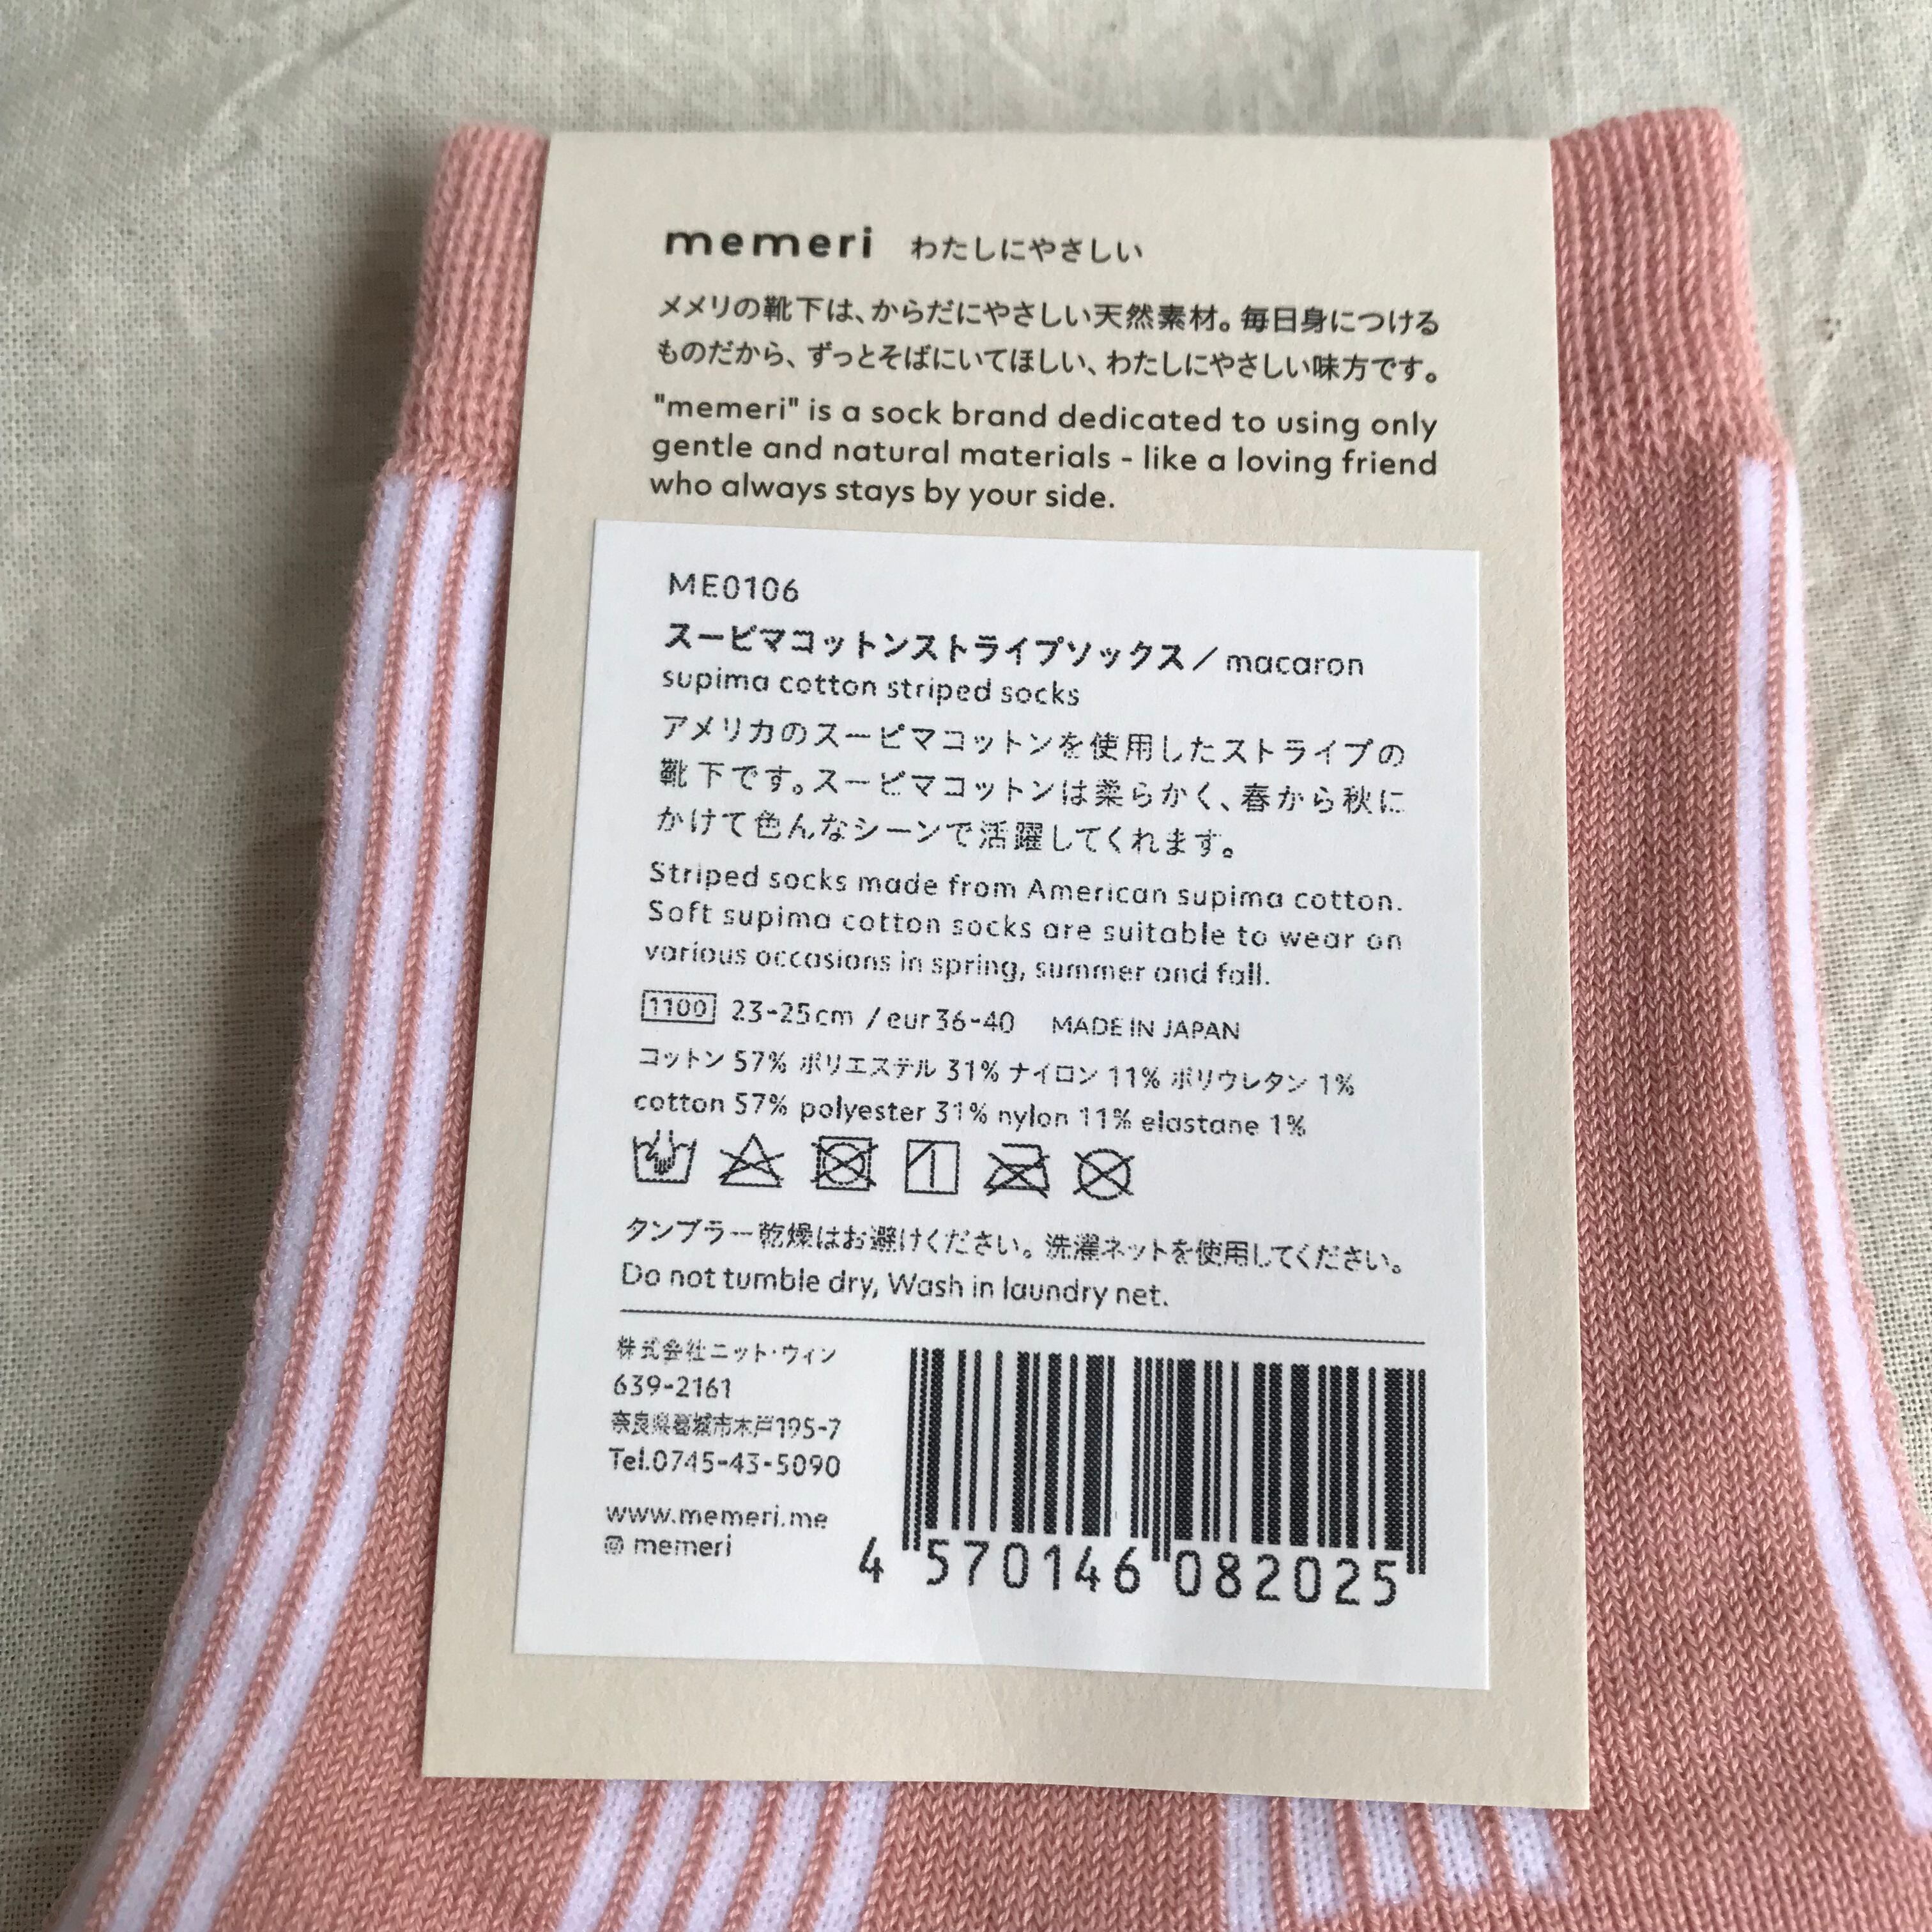 memeri わたしにやさしい
メメリの靴下は、からだにやさしい天然素材。毎日身につける
ものだから、ずっとそばにいてほしい、わたしにやさしい味方です。
"memeri" is a sock brand dedicated to using only
gentle and natural materials - like a loving friend
who always stays by your side.
ME0106
スーピマコットンストライプソックス／macaron
supima cotton striped socks
アメリカのスーピマコットンを使用したストライプの
靴下です。スーピマコットンは柔らかく、春から秋に
かけて色んなシーンで活躍してくれます。
Striped socks made from American supima cotton.
Soft supima cotton socks are suitable to wear on
various occasions in spring, summer and fall.
1100 23-25cm / eur36-40 MADE IN JAPAN
コットン 57% ポリエステル 31% ナイロン 11% ポリウレタン 1%
cotton 57% polyester 31% nylon 11% elastane 1%
タンブラー乾燥はお避けください。洗濯ネットを使用してください。
Do not tumble dry, Wash in laundry net.
株式会社ニット・ウィン
639-2161
奈良県葛城市木戸195-7
Tel.0745-43-5090
www.memeri.me
memeri
4 570146 082025